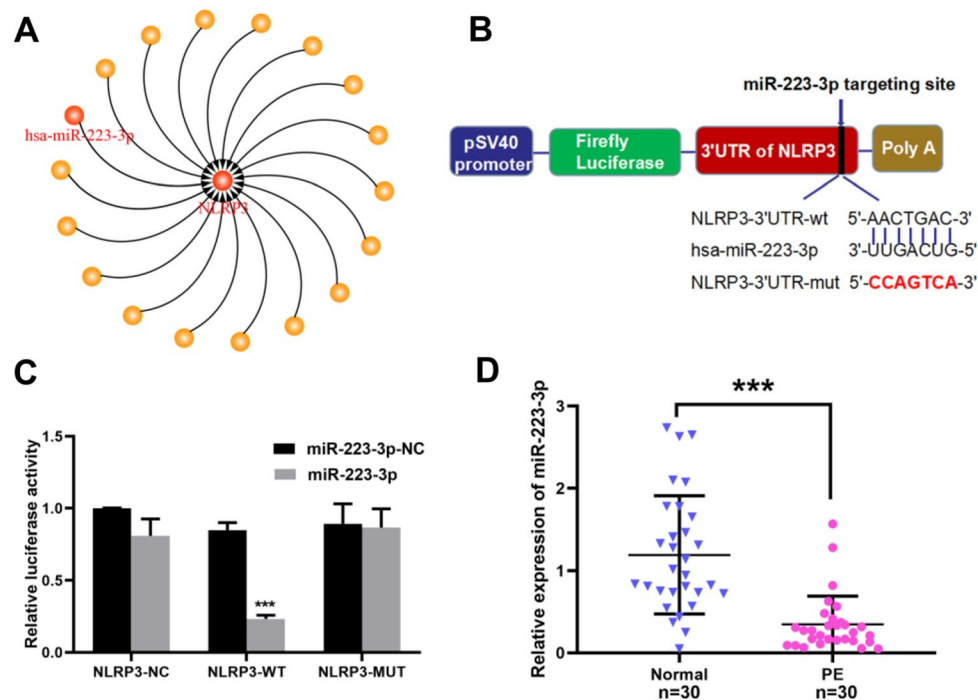 A
hsa-miR-223-3p
NLRP3
B
miR-223-3p targeting site
pSV40
promoter
Firefly
Luciferase
3'UTR of NLRP3
Poly A
NLRP3-3'UTR-wt 5'-AACTGAC-3'
hsa-miR-223-3p 3'-UUGACUG-5'
NLRP3-3'UTR-mut 5'-CCAGTCA-3'
C
Relative luciferase activity
1.5
1.0
0.5
0.0
miR-223-3p-NC
miR-223-3p
***
NLRP3-NC NLRP3-WT NLRP3-MUT
D
Relative expression of miR-223-3p
3
2
1
0
***
Normal PE
n=30 n=30